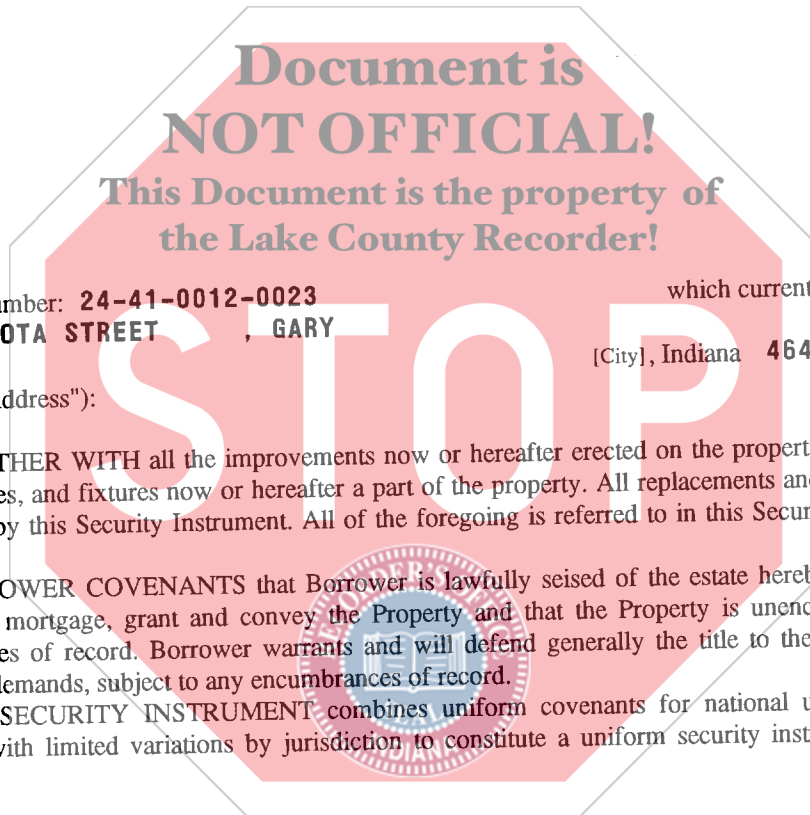 Document is
NOT OFFICIAL!
This Document is the property of
the Lake County Recorder!
umber: 24-41-0012-0023 which current
OTA STREET , GARY
[City], Indiana 464
ddress"):
STOP
THER WITH all the improvements now or hereafter erected on the propert
es, and fixtures now or hereafter a part of the property. All replacements an
by this Security Instrument. All of the foregoing is referred to in this Secur
OWER COVENANTS that Borrower is lawfully seised of the estate hereb
mortgage, grant and convey the Property and that the Property is unenc
es of record. Borrower warrants and will defend generally the title to the
emands, subject to any encumbrances of record.
SECURITY INSTRUMENT combines uniform covenants for national u
with limited variations by jurisdiction to constitute a uniform security inst
SEAL
INDIANA